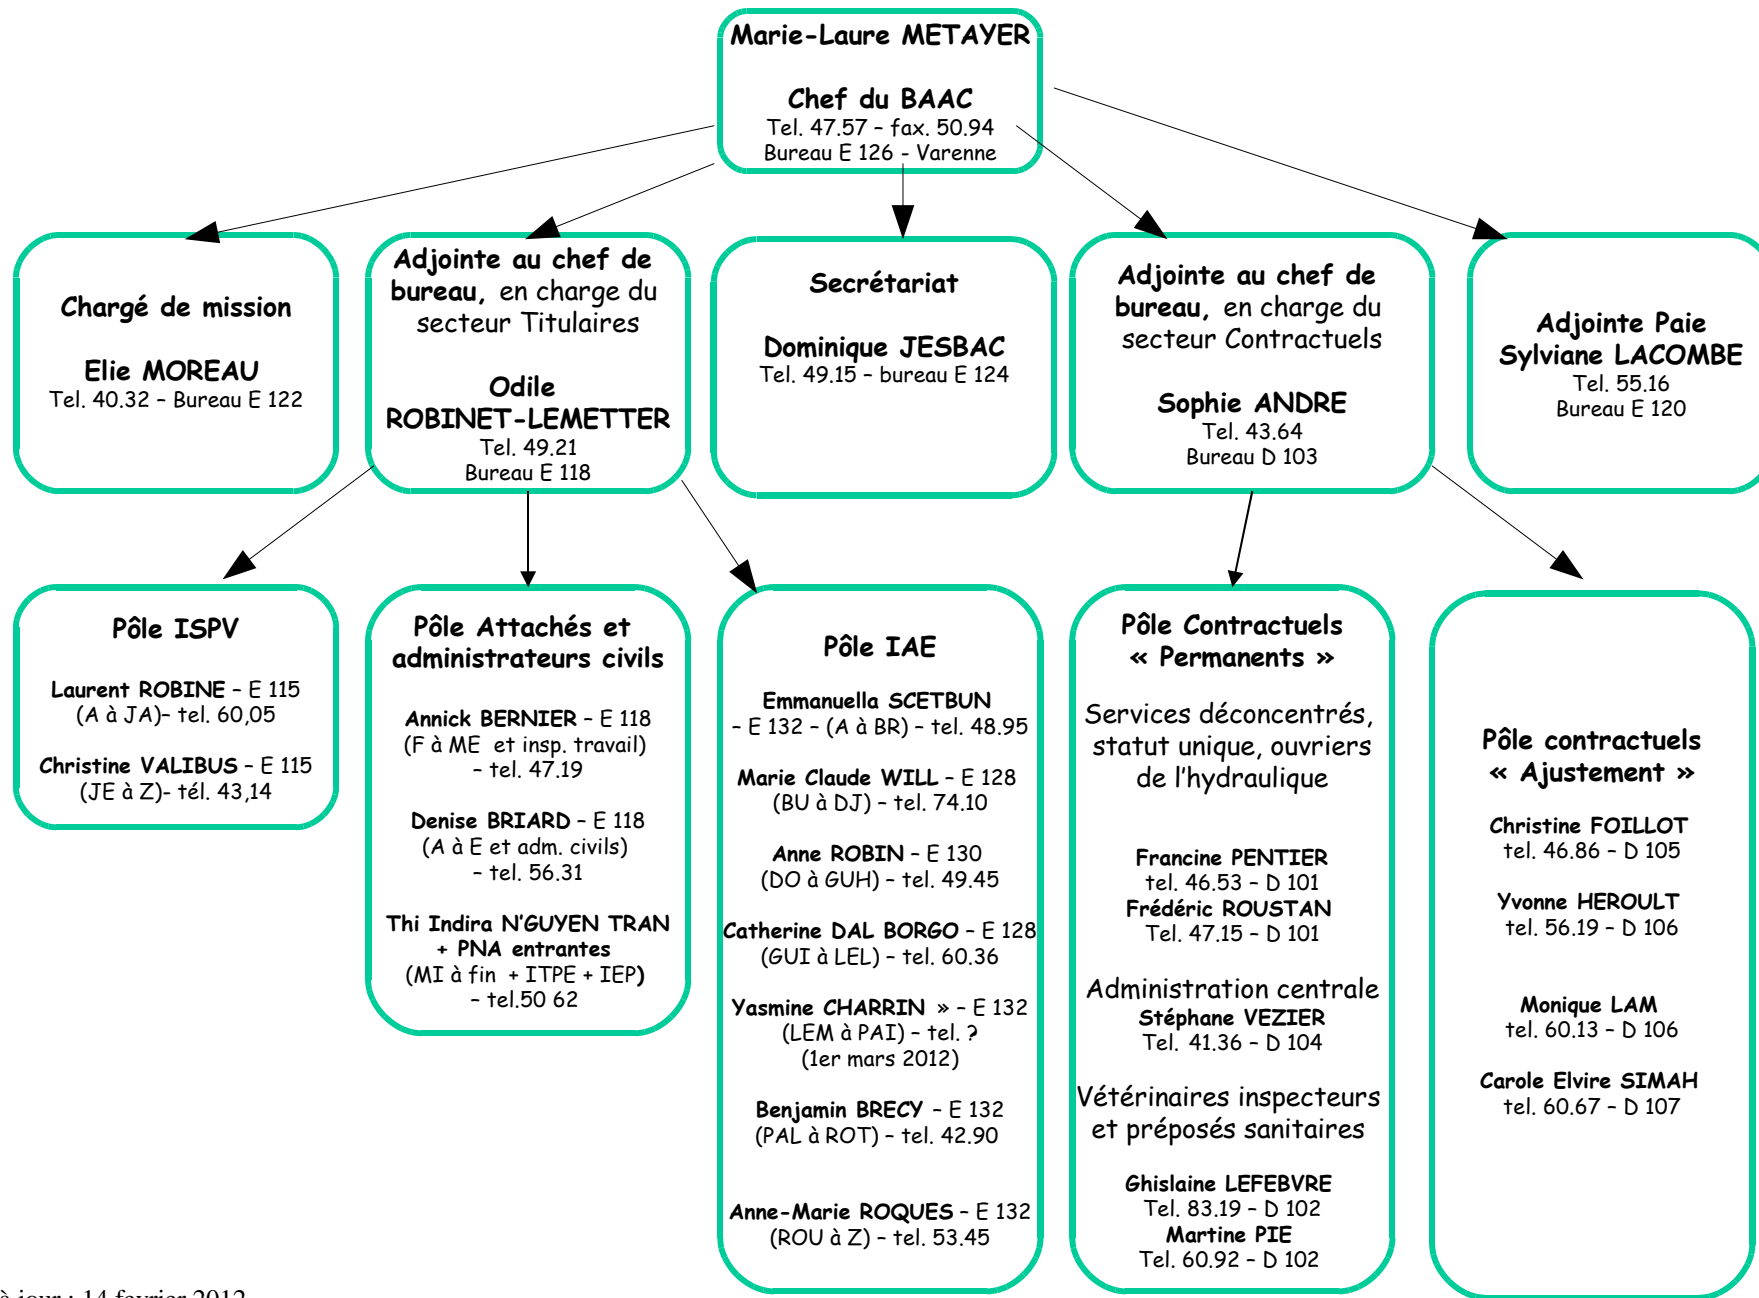 Marie-Laure METAYER
Chef du BAAC
Tel. 47.57 – fax. 50.94
Bureau E 126 - Varenne
Chargé de mission
Elie MOREAU
Tel. 40.32 – Bureau E 122
Adjointe au chef de
bureau, en charge du
secteur Titulaires
Odile
ROBINET-LEMETTER
Tel. 49.21
Bureau E 118
Secrétariat
Dominique JESBAC
Tel. 49.15 – bureau E 124
Adjointe au chef de
bureau, en charge du
secteur Contractuels
Sophie ANDRE
Tel. 43.64
Bureau D 103
Adjointe Paie
Sylviane LACOMBE
Tel. 55.16
Bureau E 120
Pôle ISPV
Laurent ROBINE – E 115
(A à JA)– tel. 60,05
Christine VALIBUS – E 115
(JE à Z)- tél. 43,14
Pôle Attachés et
administrateurs civils
Annick BERNIER – E 118
(F à ME et insp. travail)
– tel. 47.19
Denise BRIARD – E 118
(A à E et adm. civils)
– tel. 56.31
Thi Indira N'GUYEN TRAN
+ PNA entrantes
(MI à fin + ITPE + IEP)
– tel.50 62
Pôle IAE
Emmanuella SCETBUN
– E 132 – (A à BR) – tel. 48.95
Marie Claude WILL – E 128
(BU à DJ) – tel. 74.10
Anne ROBIN – E 130
(DO à GUH) – tel. 49.45
Catherine DAL BORGO – E 128
(GUI à LEL) – tel. 60.36
Yasmine CHARRIN » – E 132
(LEM à PAI) – tel. ?
(1er mars 2012)
Benjamin BRECY – E 132
(PAL à ROT) – tel. 42.90
Anne-Marie ROQUES – E 132
(ROU à Z) – tel. 53.45
Pôle Contractuels
« Permanents »
Services déconcentrés,
statut unique, ouvriers
de l'hydraulique
Francine PENTIER
tel. 46.53 – D 101
Frédéric ROUSTAN
Tel. 47.15 – D 101
Administration centrale
Stéphane VEZIER
Tel. 41.36 – D 104
Vétérinaires inspecteurs
et préposés sanitaires
Ghislaine LEFEBVRE
Tel. 83.19 – D 102
Martine PIE
Tel. 60.92 – D 102
Pôle contractuels
« Ajustement »
Christine FOILLOT
tel. 46.86 – D 105
Yvonne HEROULT
tel. 56.19 – D 106
Monique LAM
tel. 60.13 – D 106
Carole Elvire SIMAH
tel. 60.67 – D 107
à jour : 14 fevrier 2012